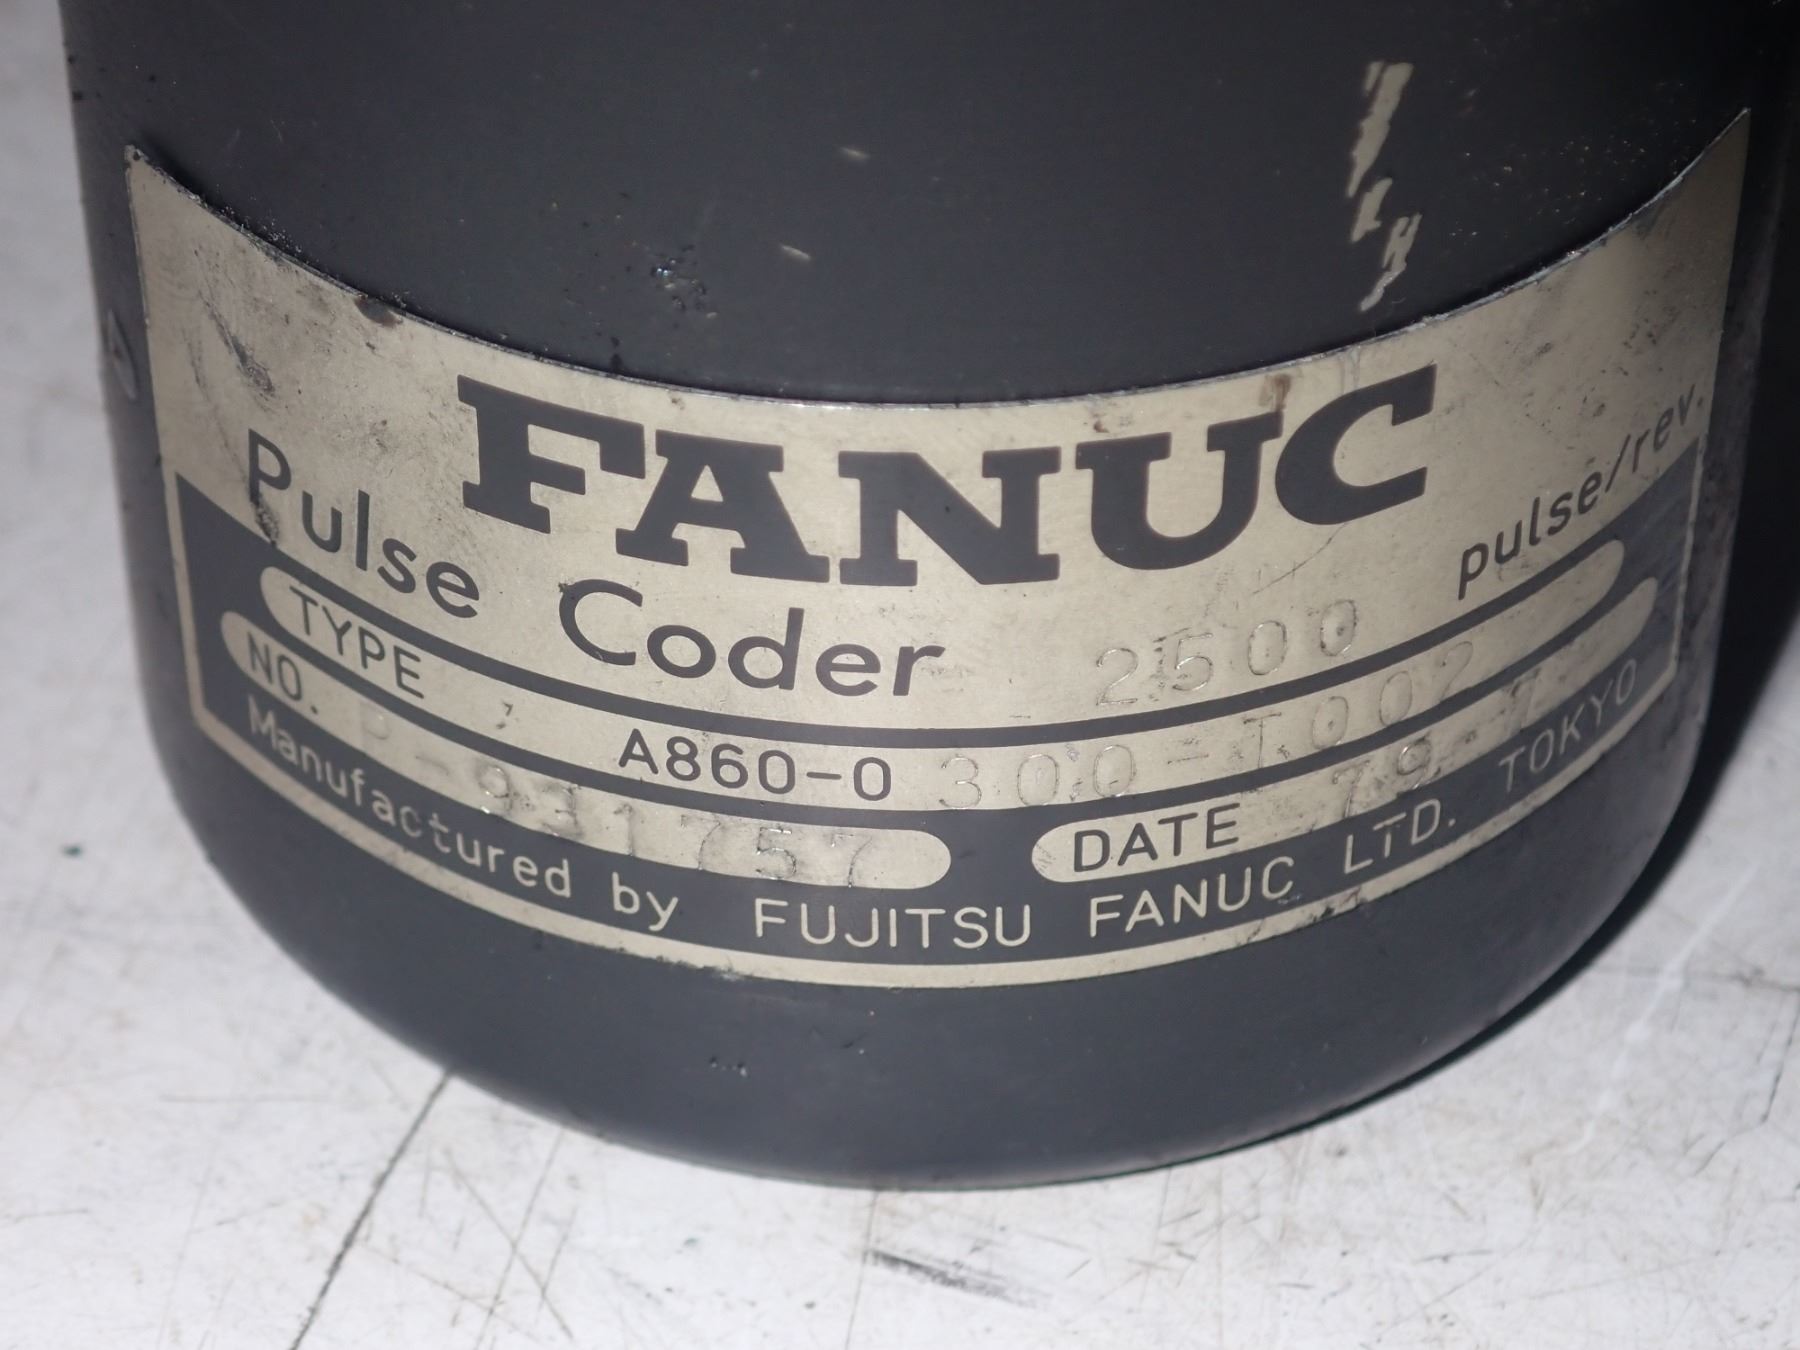 FANUC
Pulse Coder 2500 pulse/rev.
TYPE A860-0300-T002
NO. P-931757 DATE 79.7
Manufactured by FUJITSU FANUC LTD. TOKYO